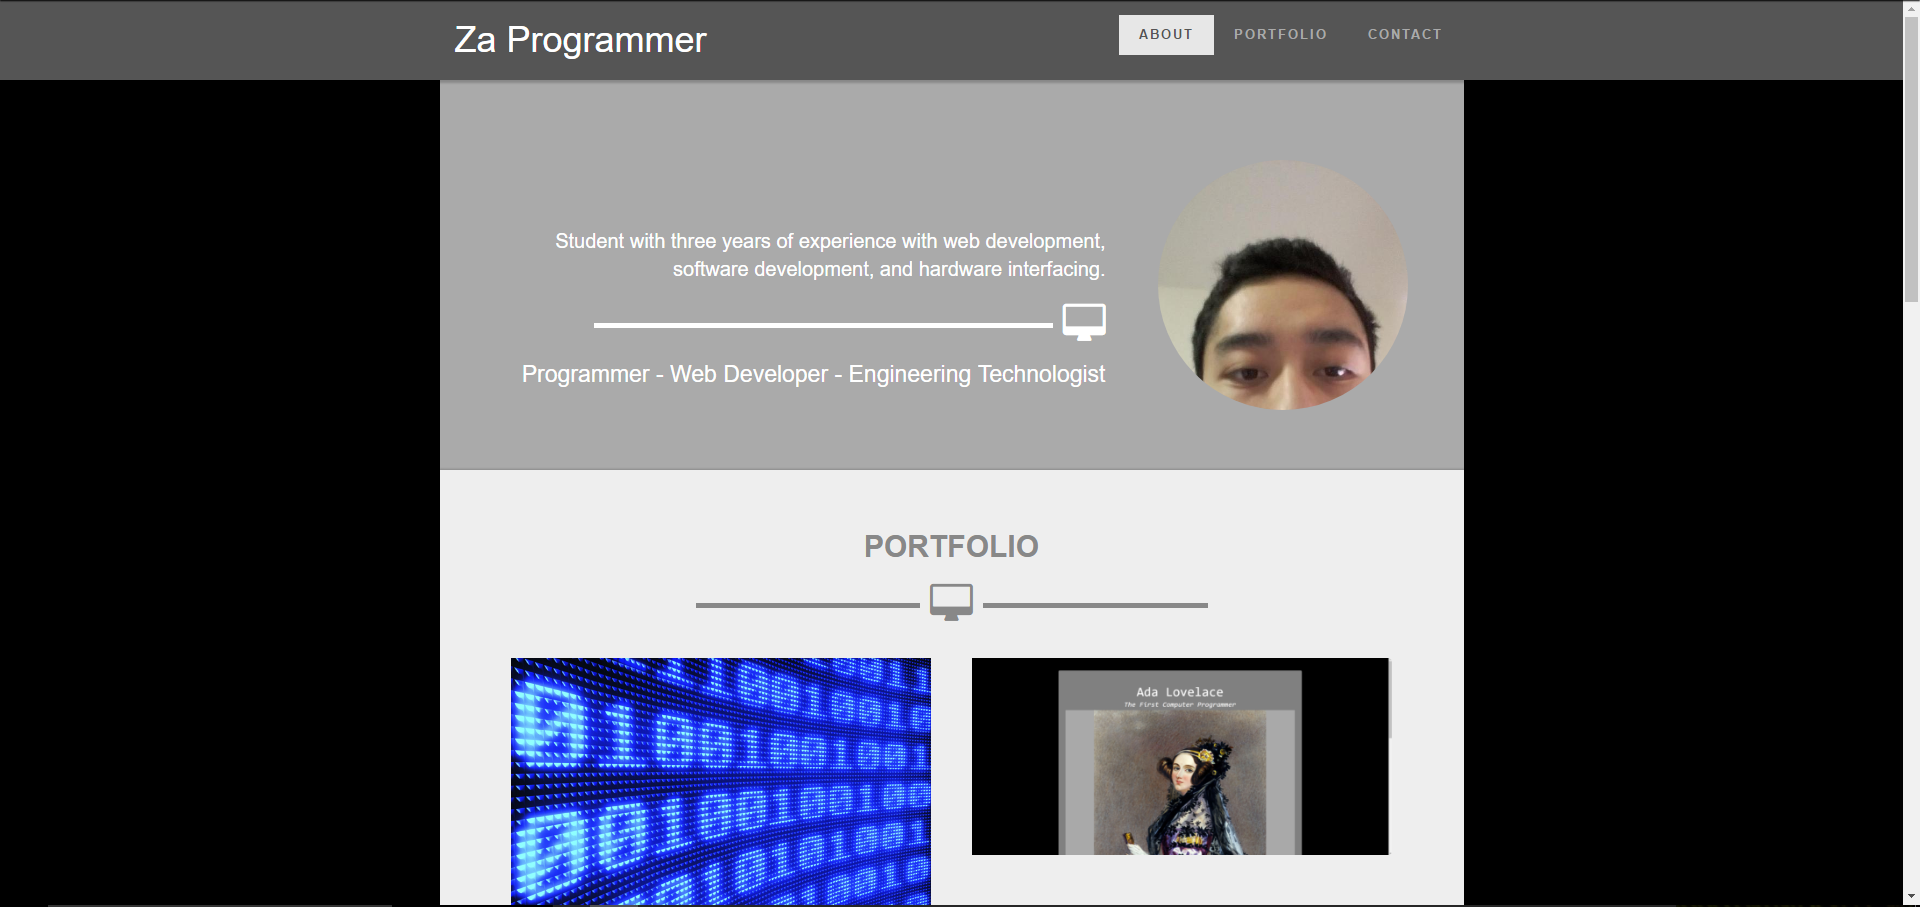 Za Programmer
ABOUT PORTFOLIO CONTACT
Student with three years of experience with web development,
software development, and hardware interfacing.
Programmer - Web Developer - Engineering Technologist
PORTFOLIO
Ada Lovelace
The First Computer Programmer